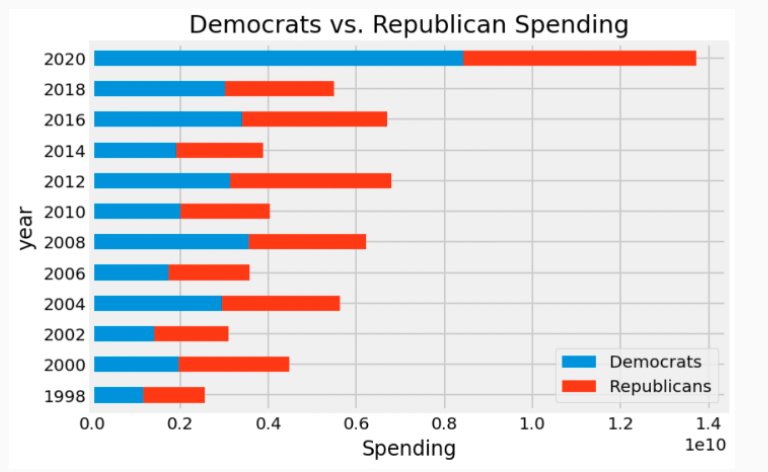 Democrats vs. Republican Spending
2020
2018
2016
2014
2012
2010
2008
2006
2004
2002
2000
1998
year
0.0 0.2 0.4 0.6 0.8 1.0 1.2 1.4
1e10
Spending
Democrats
Republicans